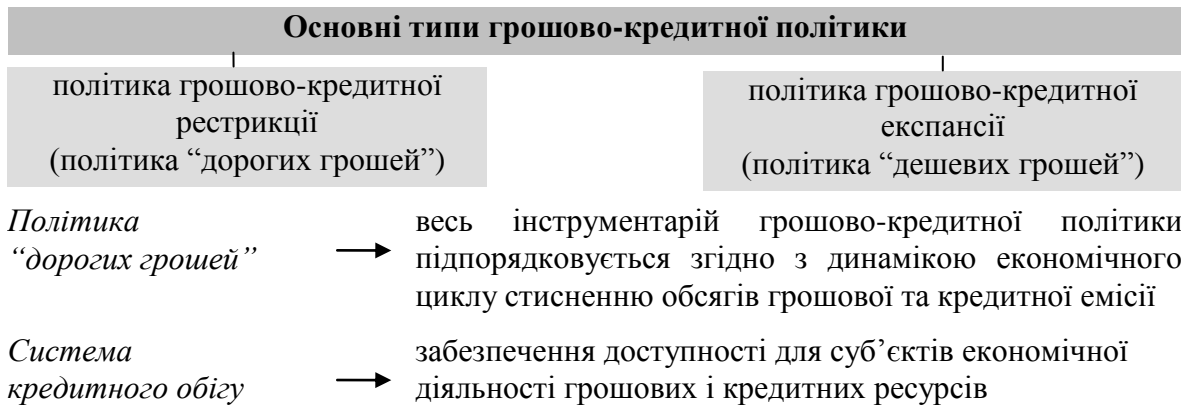 Основні типи грошово-кредитної політики
політика грошово-кредитної
рестрикції
(політика “дорогих грошей”)
політика грошово-кредитної
експансії
(політика “дешевих грошей”)
Політика
“дорогих грошей”
весь інструментарій грошово-кредитної політики
підпорядковується згідно з динамікою економічного
циклу стисненню обсягів грошової та кредитної емісії
Система
кредитного обігу
забезпечення доступності для суб’єктів економічної
діяльності грошових і кредитних ресурсів